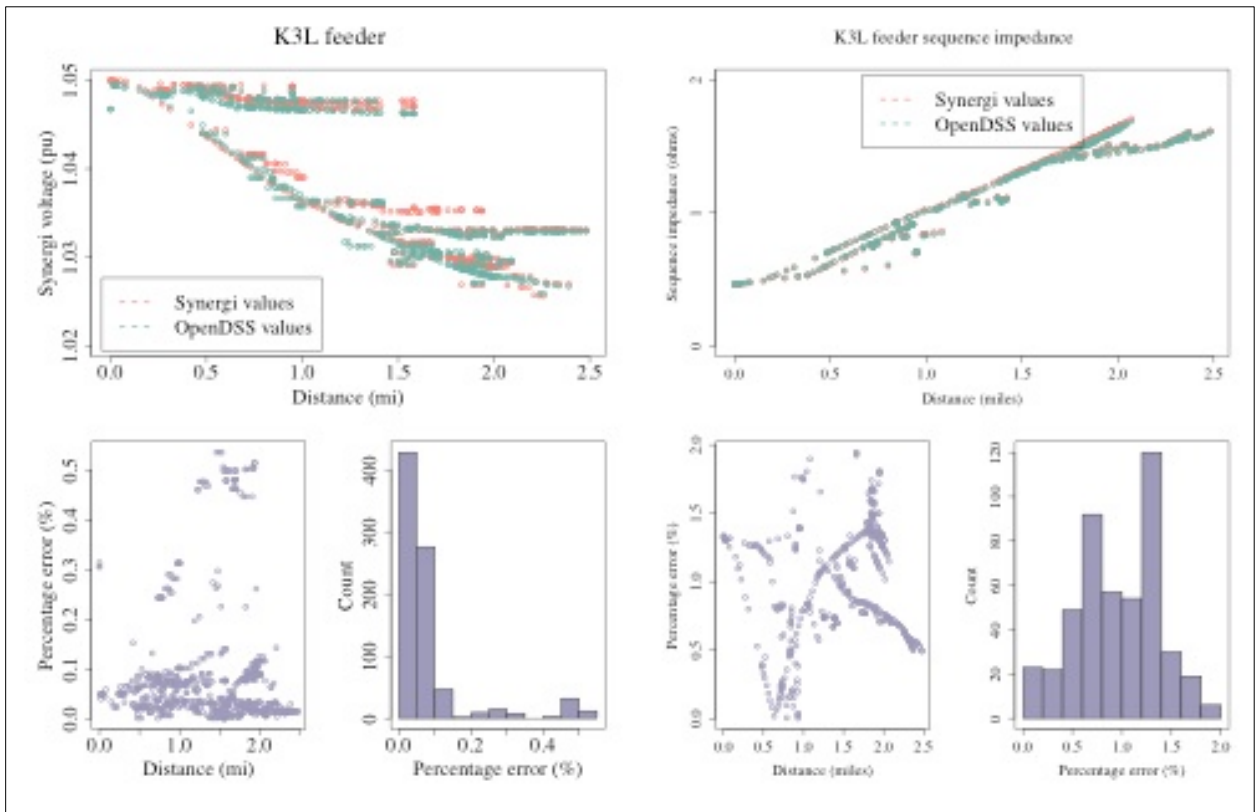 K3L feeder
Synergi voltage (pu)
1.05
1.04
1.03
1.02
Synergi values
OpenDSS values
0.0 0.5 1.0 1.5 2.0 2.5
Distance (mi)
K3L feeder sequence impedance
Sequence impedance (ohms)
2
1
0
Synergi values
OpenDSS values
0.0 0.5 1.0 1.5 2.0 2.5
Distance (miles)
Percentage error (%)
0.5
0.4
0.3
0.2
0.1
0.0
0.0 1.0 2.0
Distance (mi)
Count
400
300
200
100
0
0.0 0.2 0.4
Percentage error (%)
Percentage error (%)
2.0
1.5
1.0
0.5
0.0
0.0 0.5 1.0 1.5 2.0 2.5
Distance (miles)
Count
120
100
80
60
40
20
0
0.0 0.5 1.0 1.5 2.0
Percentage error (%)